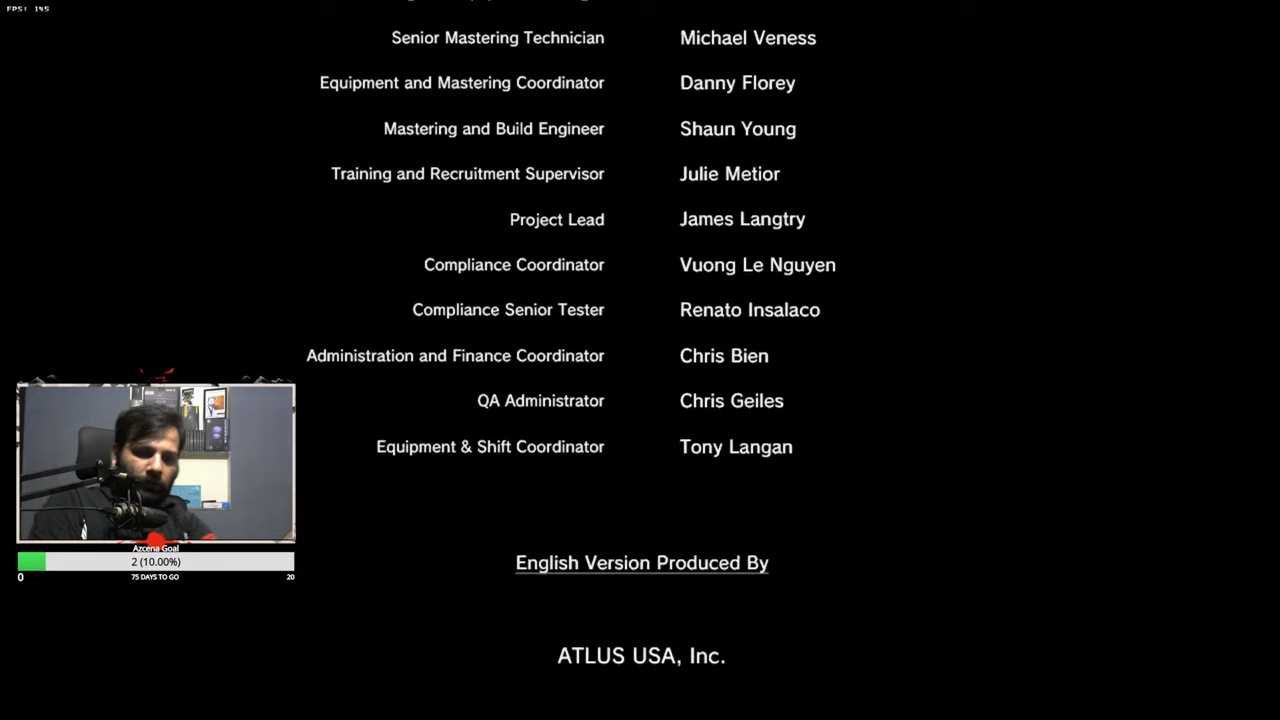 FPS: 145
Senior Mastering Technician Michael Veness
Equipment and Mastering Coordinator Danny Florey
Mastering and Build Engineer Shaun Young
Training and Recruitment Supervisor Julie Metior
Project Lead James Langtry
Compliance Coordinator Vuong Le Nguyen
Compliance Senior Tester Renato Insalaco
Administration and Finance Coordinator Chris Bien
QA Administrator Chris Geiles
Equipment & Shift Coordinator Tony Langan
English Version Produced By
ATLUS USA, Inc.
Azcena Goal
2 (10.00%)
0 75 DAYS TO GO 20